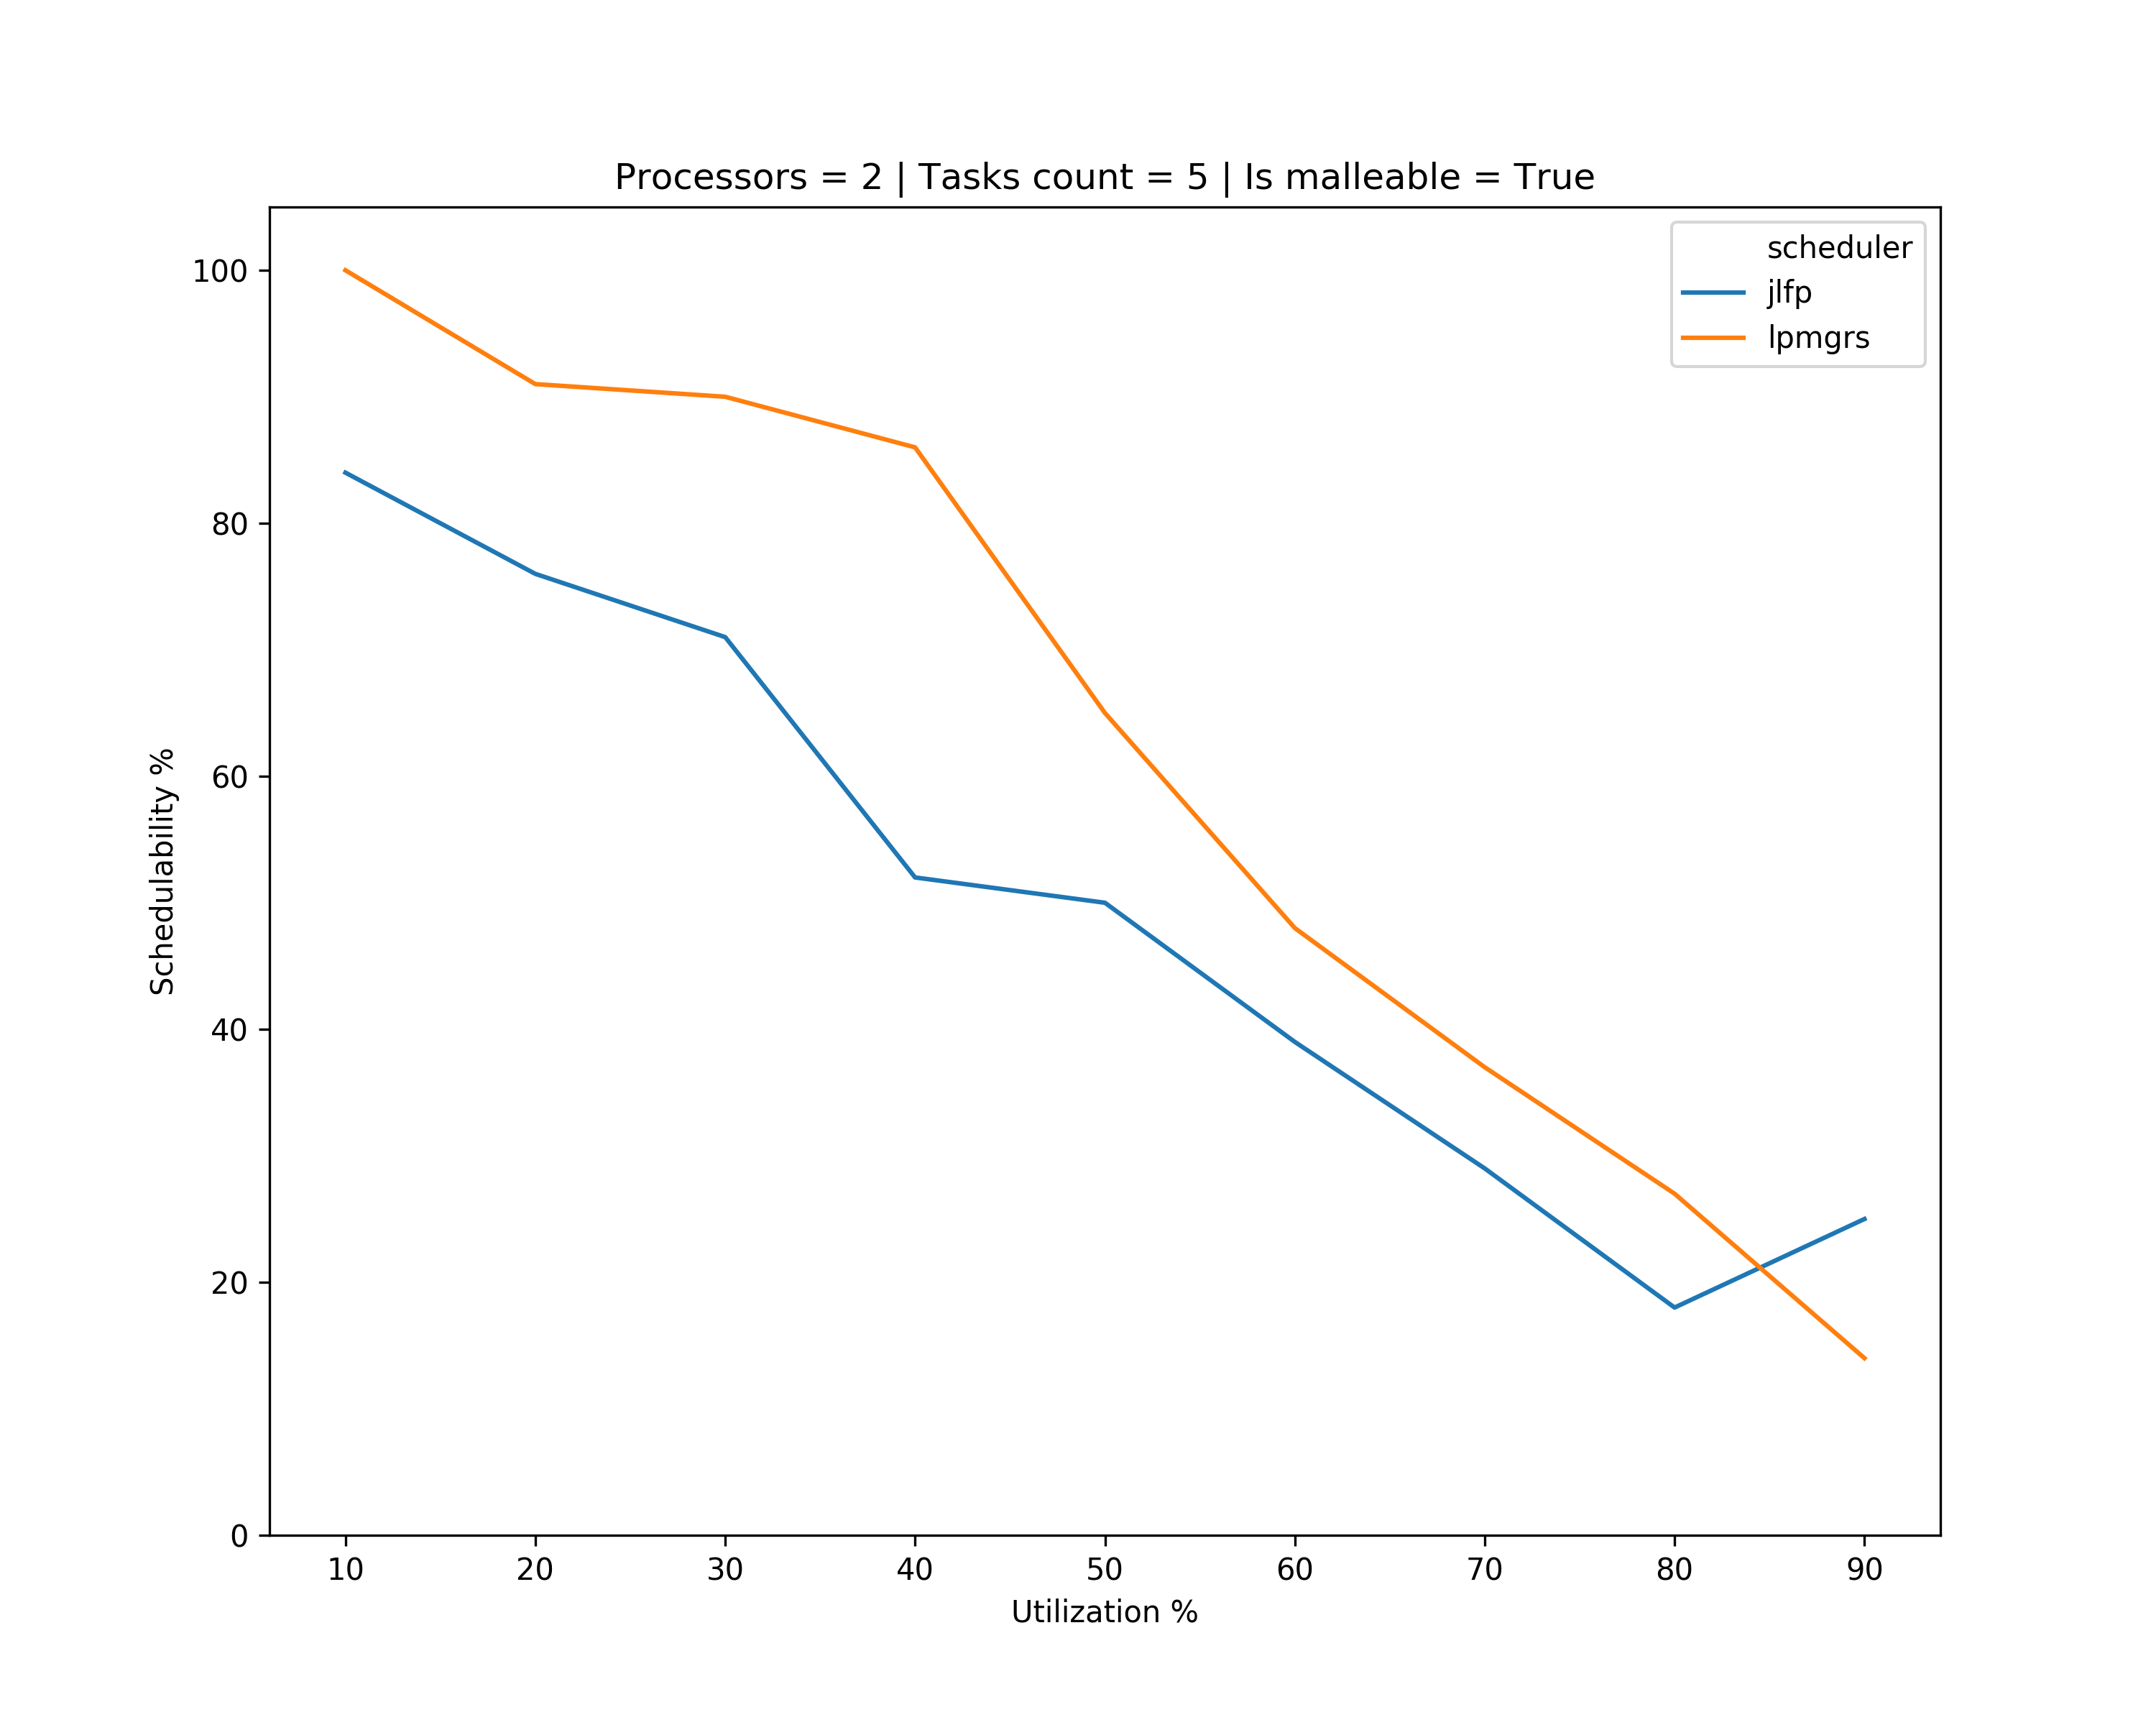 Processors = 2 | Tasks count = 5 | Is malleable = True
scheduler
jlfp
lpmgrs
Schedulability %
100
80
60
40
20
0
10 20 30 40 50 60 70 80 90
Utilization %